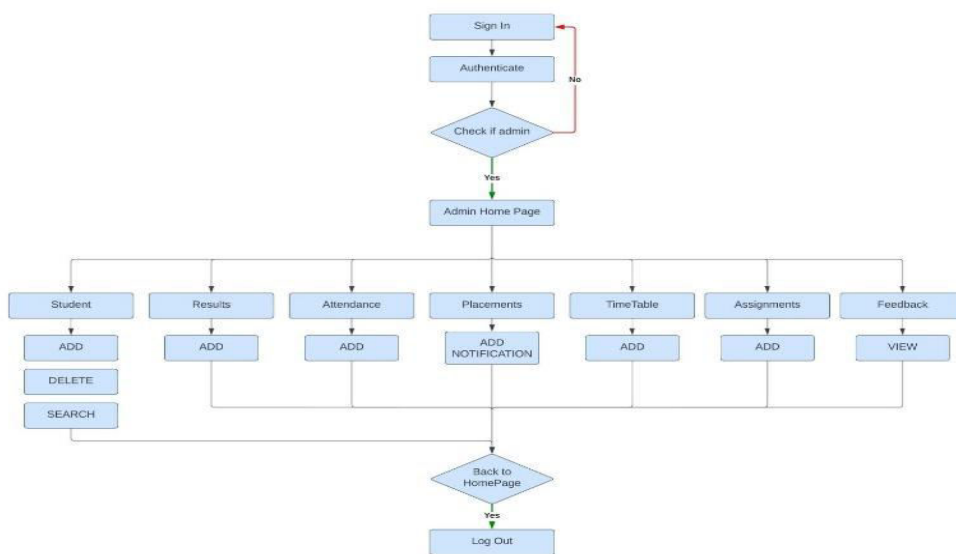 Sign In
Authenticate
No
Check if admin
Yes
Admin Home Page
Student
Results
Attendance
Placements
TimeTable
Assignments
Feedback
ADD
ADD
ADD
ADD
NOTIFICATION
ADD
ADD
VIEW
DELETE
SEARCH
Back to
HomePage
Yes
Log Out